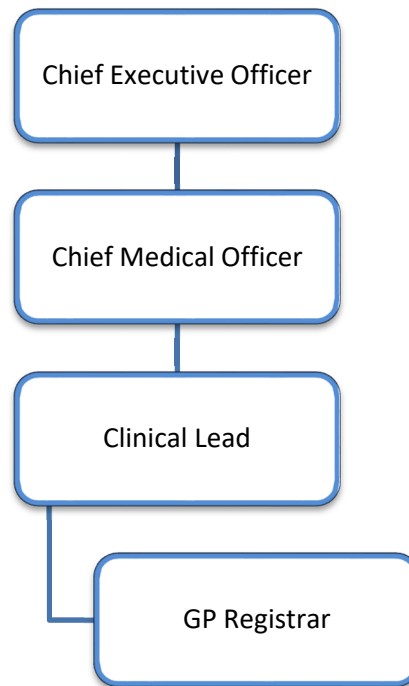 Chief Executive Officer
Chief Medical Officer
Clinical Lead
GP Registrar